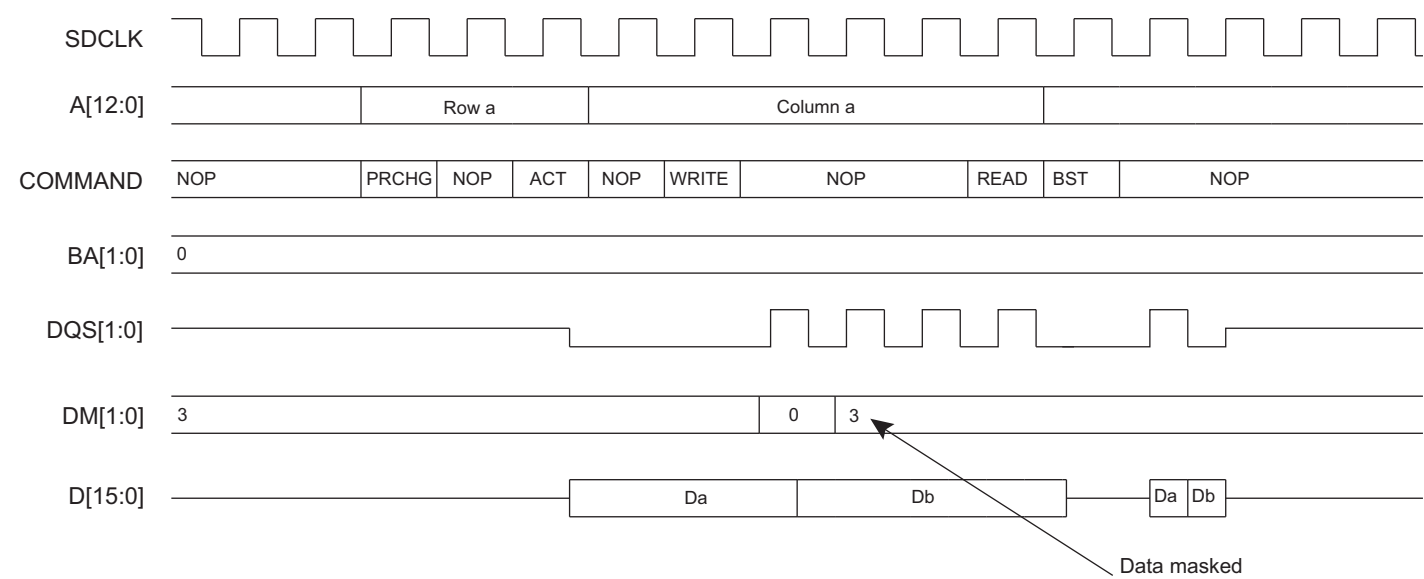 SDCLK
A[12:0] Row a Column a
COMMAND NOP PRCHG NOP ACT NOP WRITE NOP READ BST NOP
BA[1:0] 0
DQS[1:0]
DM[1:0] 3 0 3
D[15:0] Da Db Da Db
Data masked